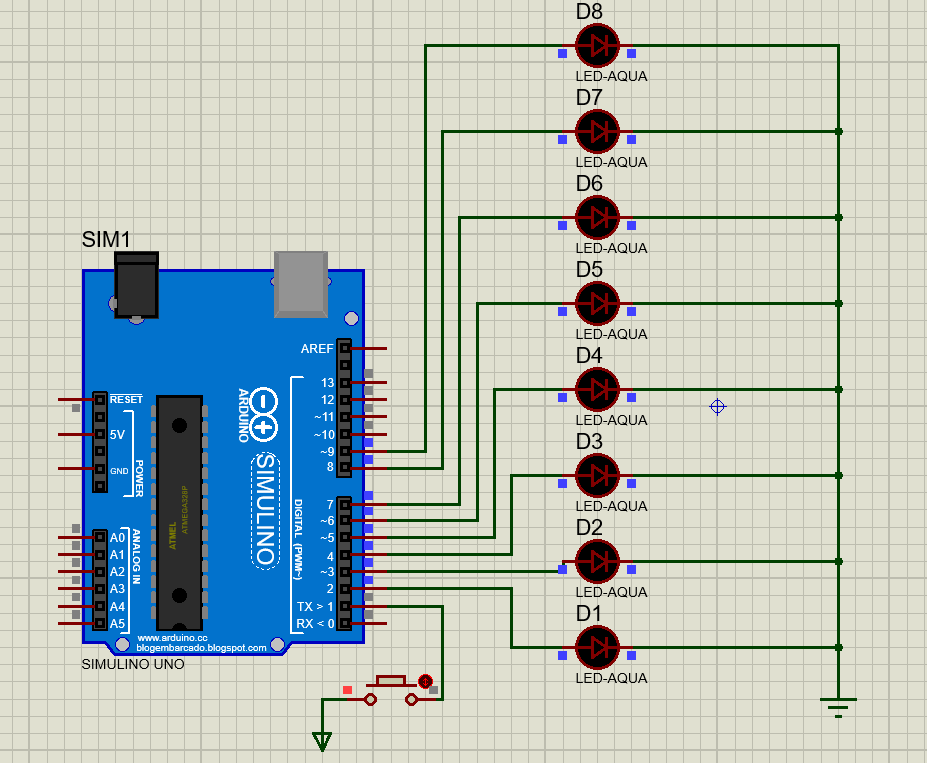 D8
LED-AQUA
D7
LED-AQUA
D6
LED-AQUA
D5
LED-AQUA
D4
LED-AQUA
D3
LED-AQUA
D2
LED-AQUA
D1
LED-AQUA
SIM1
AREF
13
12
~11
~10
~9
8
7
~6
~5
4
~3
2
TX > 1
RX < 0
DIGITAL (PWM~)
ARDUINO
SIMULINO
RESET
5V
GND
POWER
A0
A1
A2
A3
A4
A5
ANALOG IN
ATMEL
ATMEGA328P
www.arduino.cc
blogembarcado.blogspot.com
SIMULINO UNO